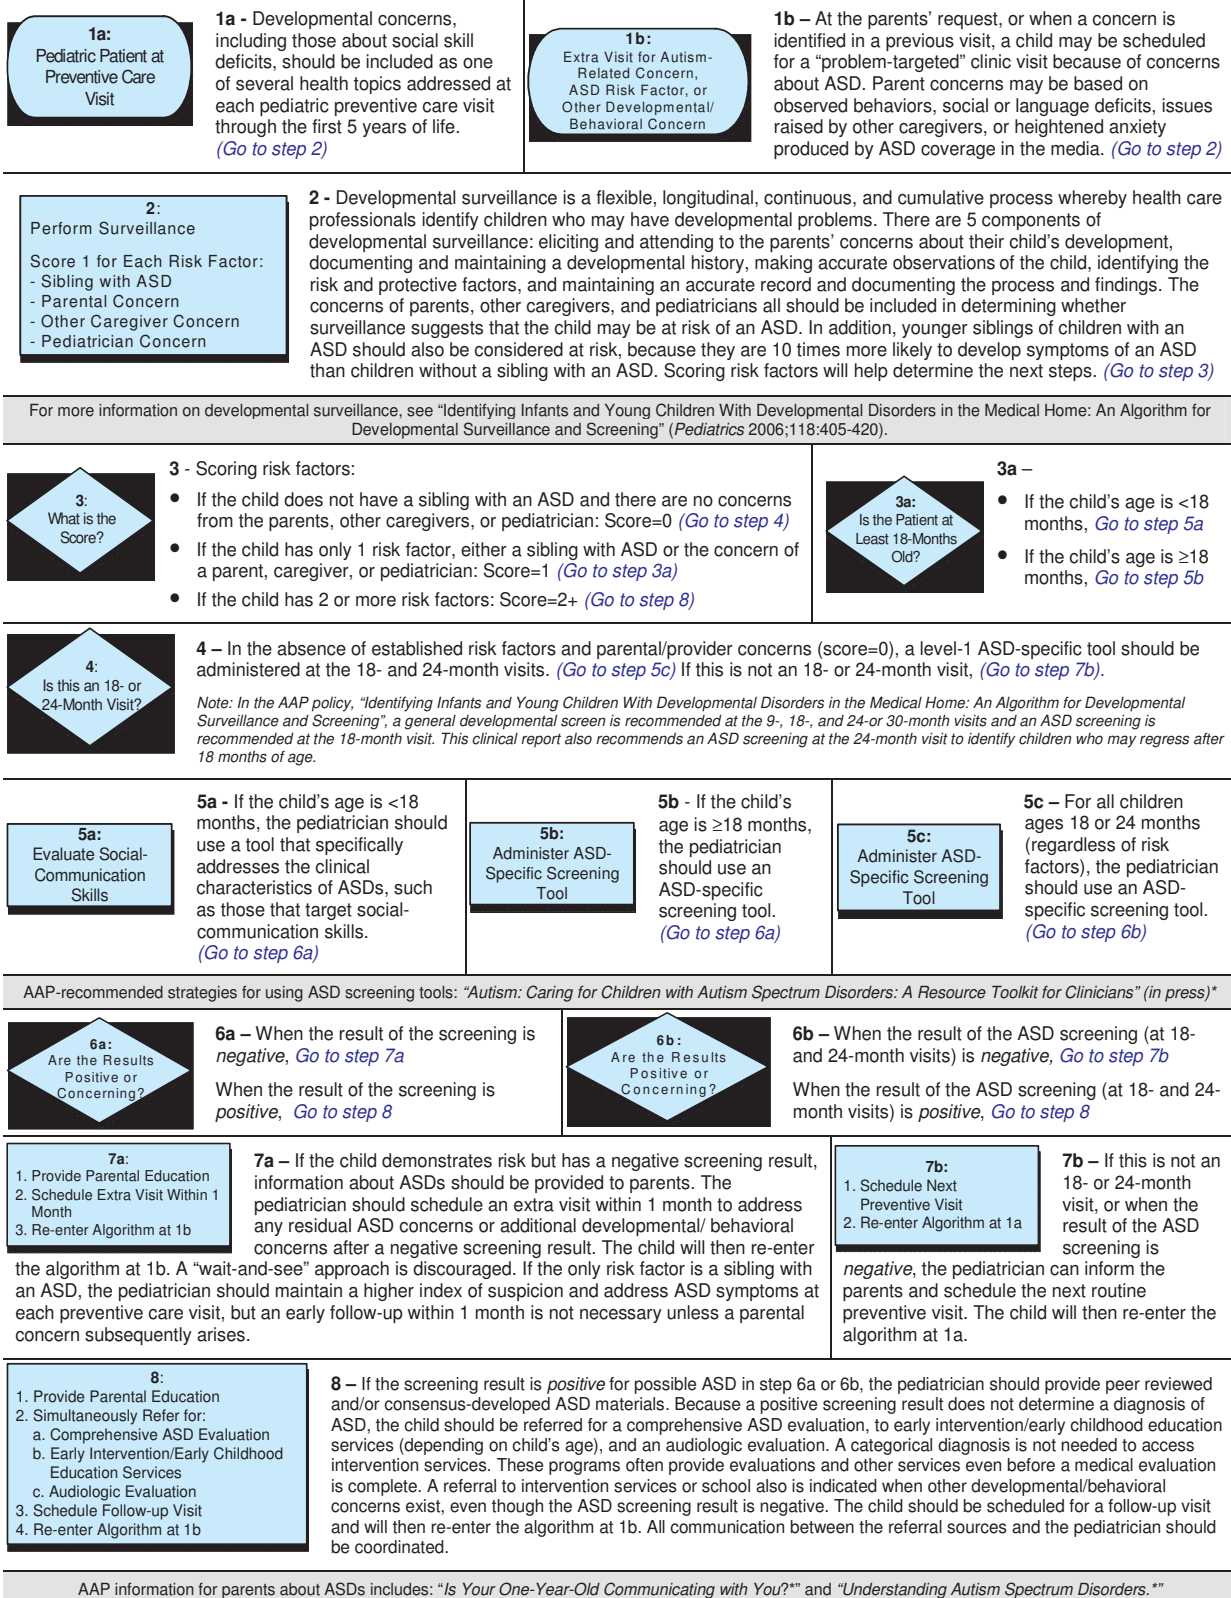 1a:
Pediatric Patient at
Preventive Care
Visit
1a - Developmental concerns,
including those about social skill
deficits, should be included as one
of several health topics addressed at
each pediatric preventive care visit
through the first 5 years of life.
(Go to step 2)
1b:
Extra Visit for Autism-
Related Concern,
ASD Risk Factor, or
Other Developmental/
Behavioral Concern
1b – At the parents’ request, or when a concern is
identified in a previous visit, a child may be scheduled
for a “problem-targeted” clinic visit because of concerns
about ASD. Parent concerns may be based on
observed behaviors, social or language deficits, issues
raised by other caregivers, or heightened anxiety
produced by ASD coverage in the media. (Go to step 2)
2:
Perform Surveillance
Score 1 for Each Risk Factor:
- Sibling with ASD
- Parental Concern
- Other Caregiver Concern
- Pediatrician Concern
2 - Developmental surveillance is a flexible, longitudinal, continuous, and cumulative process whereby health care
professionals identify children who may have developmental problems. There are 5 components of
developmental surveillance: eliciting and attending to the parents’ concerns about their child’s development,
documenting and maintaining a developmental history, making accurate observations of the child, identifying the
risk and protective factors, and maintaining an accurate record and documenting the process and findings. The
concerns of parents, other caregivers, and pediatricians all should be included in determining whether
surveillance suggests that the child may be at risk of an ASD. In addition, younger siblings of children with an
ASD should also be considered at risk, because they are 10 times more likely to develop symptoms of an ASD
than children without a sibling with an ASD. Scoring risk factors will help determine the next steps. (Go to step 3)
For more information on developmental surveillance, see “Identifying Infants and Young Children With Developmental Disorders in the Medical Home: An Algorithm for
Developmental Surveillance and Screening” (Pediatrics 2006;118:405-420).
3:
What is the
Score?
3 - Scoring risk factors:
• If the child does not have a sibling with an ASD and there are no concerns
from the parents, other caregivers, or pediatrician: Score=0 (Go to step 4)
• If the child has only 1 risk factor, either a sibling with ASD or the concern of
a parent, caregiver, or pediatrician: Score=1 (Go to step 3a)
• If the child has 2 or more risk factors: Score=2+ (Go to step 8)
3a:
Is the Patient at
Least 18-Months
Old?
3a –
• If the child’s age is <18
months, Go to step 5a
• If the child’s age is ≥18
months, Go to step 5b
4:
Is this an 18- or
24-Month Visit?
4 – In the absence of established risk factors and parental/provider concerns (score=0), a level-1 ASD-specific tool should be
administered at the 18- and 24-month visits. (Go to step 5c) If this is not an 18- or 24-month visit, (Go to step 7b).
Note: In the AAP policy, “Identifying Infants and Young Children With Developmental Disorders in the Medical Home: An Algorithm for Developmental
Surveillance and Screening”, a general developmental screen is recommended at the 9-, 18-, and 24-or 30-month visits and an ASD screening is
recommended at the 18-month visit. This clinical report also recommends an ASD screening at the 24-month visit to identify children who may regress after
18 months of age.
5a:
Evaluate Social-
Communication
Skills
5a - If the child’s age is <18
months, the pediatrician should
use a tool that specifically
addresses the clinical
characteristics of ASDs, such
as those that target social-
communication skills.
(Go to step 6a)
5b:
Administer ASD-
Specific Screening
Tool
5b - If the child’s
age is ≥18 months,
the pediatrician
should use an
ASD-specific
screening tool.
(Go to step 6a)
5c:
Administer ASD-
Specific Screening
Tool
5c – For all children
ages 18 or 24 months
(regardless of risk
factors), the pediatrician
should use an ASD-
specific screening tool.
(Go to step 6b)
AAP-recommended strategies for using ASD screening tools: “Autism: Caring for Children with Autism Spectrum Disorders: A Resource Toolkit for Clinicians” (in press)*
6a:
Are the Results
Positive or
Concerning?
6a – When the result of the screening is
negative, Go to step 7a
When the result of the screening is
positive, Go to step 8
6b:
Are the Results
Positive or
Concerning?
6b – When the result of the ASD screening (at 18-
and 24-month visits) is negative, Go to step 7b
When the result of the ASD screening (at 18- and 24-
month visits) is positive, Go to step 8
7a:
1. Provide Parental Education
2. Schedule Extra Visit Within 1
Month
3. Re-enter Algorithm at 1b
7a – If the child demonstrates risk but has a negative screening result,
information about ASDs should be provided to parents. The
pediatrician should schedule an extra visit within 1 month to address
any residual ASD concerns or additional developmental/ behavioral
concerns after a negative screening result. The child will then re-enter
the algorithm at 1b. A “wait-and-see” approach is discouraged. If the only risk factor is a sibling with
an ASD, the pediatrician should maintain a higher index of suspicion and address ASD symptoms at
each preventive care visit, but an early follow-up within 1 month is not necessary unless a parental
concern subsequently arises.
7b:
1. Schedule Next
Preventive Visit
2. Re-enter Algorithm at 1a
7b – If this is not an
18- or 24-month
visit, or when the
result of the ASD
screening is
negative, the pediatrician can inform the
parents and schedule the next routine
preventive visit. The child will then re-enter the
algorithm at 1a.
8:
1. Provide Parental Education
2. Simultaneously Refer for:
a. Comprehensive ASD Evaluation
b. Early Intervention/Early Childhood
Education Services
c. Audiologic Evaluation
3. Schedule Follow-up Visit
4. Re-enter Algorithm at 1b
8 – If the screening result is positive for possible ASD in step 6a or 6b, the pediatrician should provide peer reviewed
and/or consensus-developed ASD materials. Because a positive screening result does not determine a diagnosis of
ASD, the child should be referred for a comprehensive ASD evaluation, to early intervention/early childhood education
services (depending on child’s age), and an audiologic evaluation. A categorical diagnosis is not needed to access
intervention services. These programs often provide evaluations and other services even before a medical evaluation
is complete. A referral to intervention services or school also is indicated when other developmental/behavioral
concerns exist, even though the ASD screening result is negative. The child should be scheduled for a follow-up visit
and will then re-enter the algorithm at 1b. All communication between the referral sources and the pediatrician should
be coordinated.
AAP information for parents about ASDs includes: “Is Your One-Year-Old Communicating with You?*” and “Understanding Autism Spectrum Disorders.*”